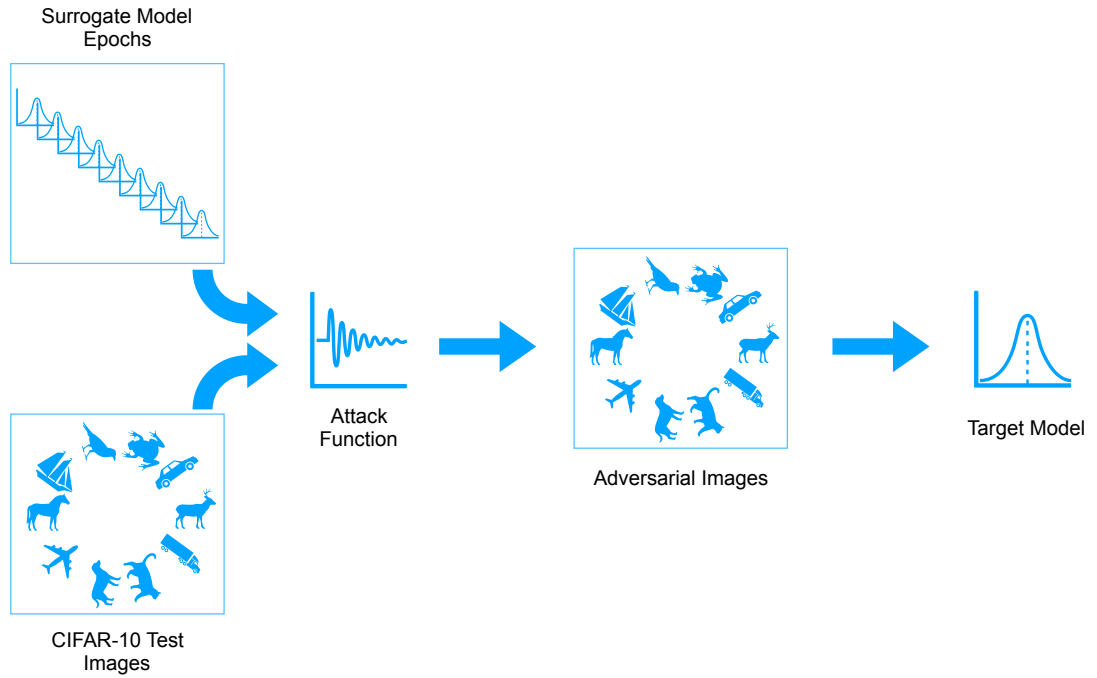 Surrogate Model
Epochs
Attack
Function
Adversarial Images
Target Model
CIFAR-10 Test
Images